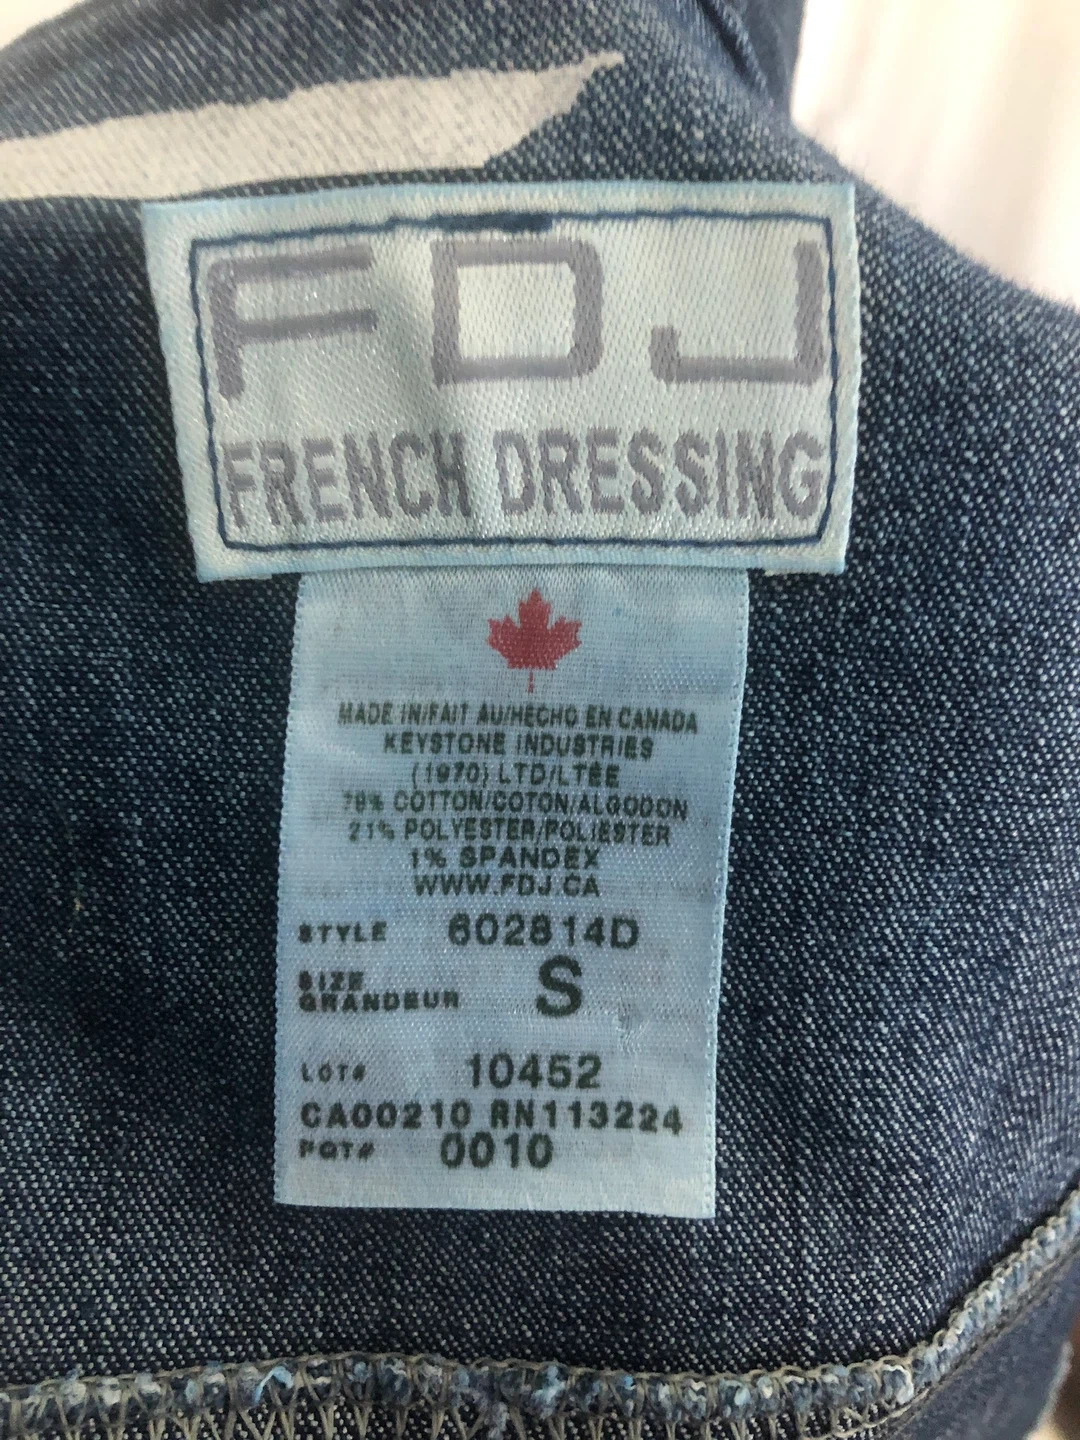 FDJ
FRENCH DRESSING
MADE IN/FAIT AU/HECHO EN CANADA
KEYSTONE INDUSTRIES
(1970) LTD/LTÉE
78% COTTON/COTON/ALGODON
21% POLYESTER/POLIESTER
1% SPANDEX
WWW.FDJ.CA
STYLE 602814D
SIZE
GRANDEUR S
LOT# 10452
CA00210 RN113224
PQT# 0010